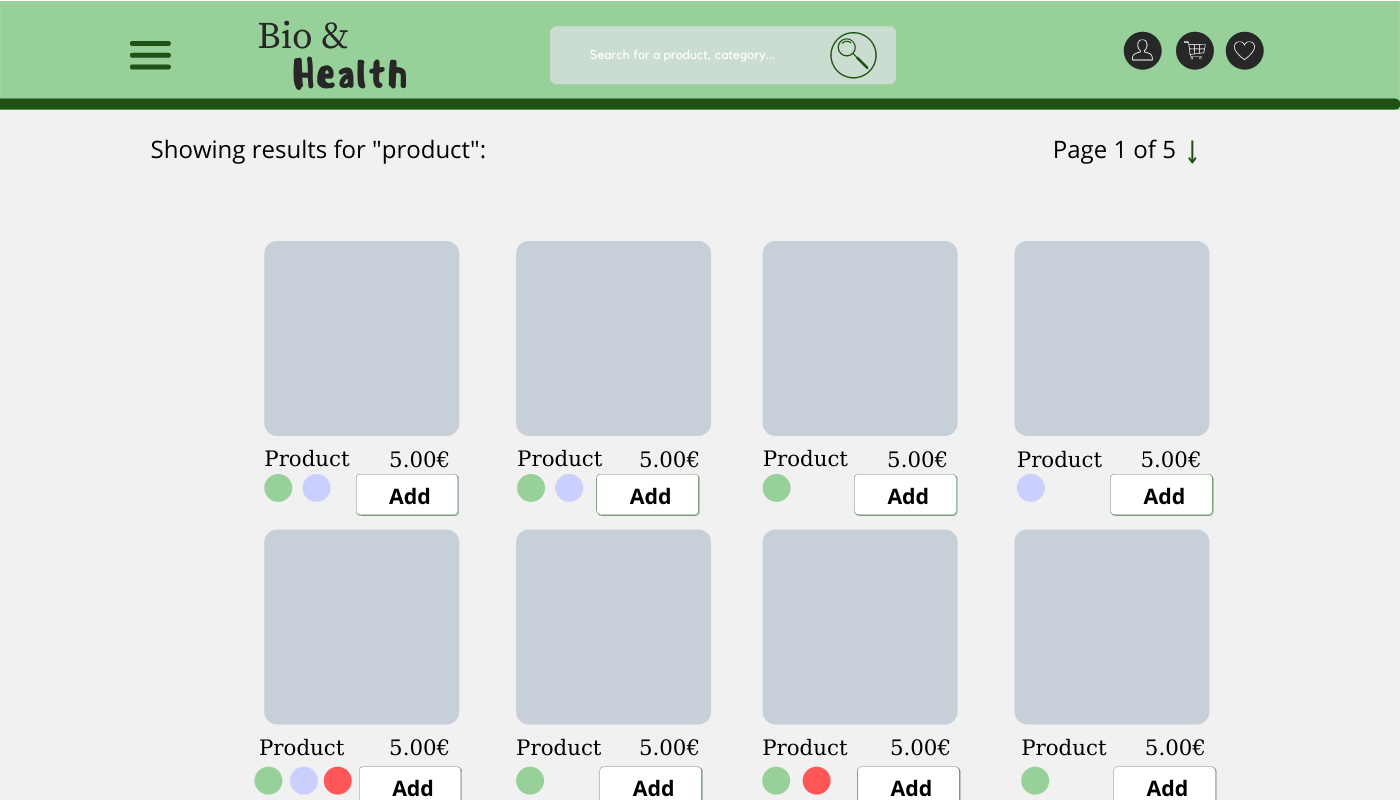 Bio &
Health
Search for a product, category...
Showing results for "product":
Page 1 of 5 ↓
Product 5.00€ Product 5.00€ Product 5.00€ Product 5.00€
Add Add Add Add
Product 5.00€ Product 5.00€ Product 5.00€ Product 5.00€
Add Add Add Add